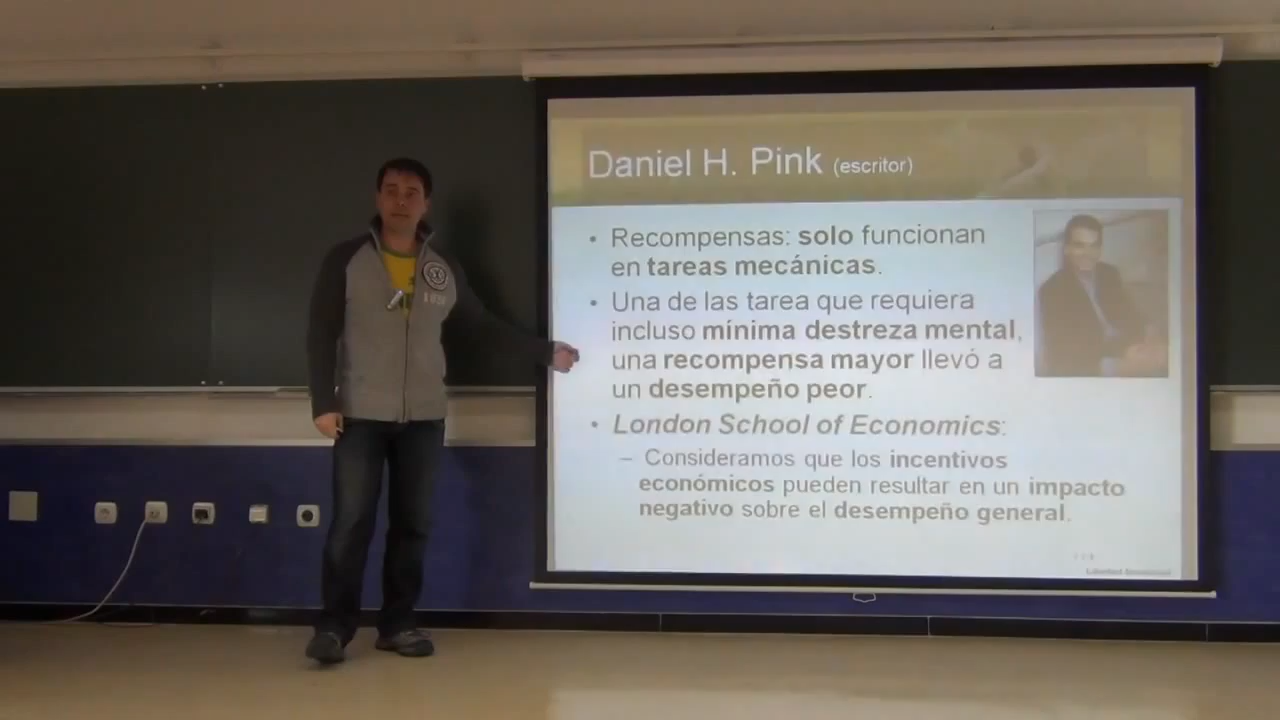 Daniel H. Pink (escritor)
• Recompensas: solo funcionan
en tareas mecánicas.
• Una de las tarea que requiera
incluso mínima destreza mental,
una recompensa mayor llevó a
un desempeño peor.
• London School of Economics:
– Consideramos que los incentivos
económicos pueden resultar en un impacto
negativo sobre el desempeño general.